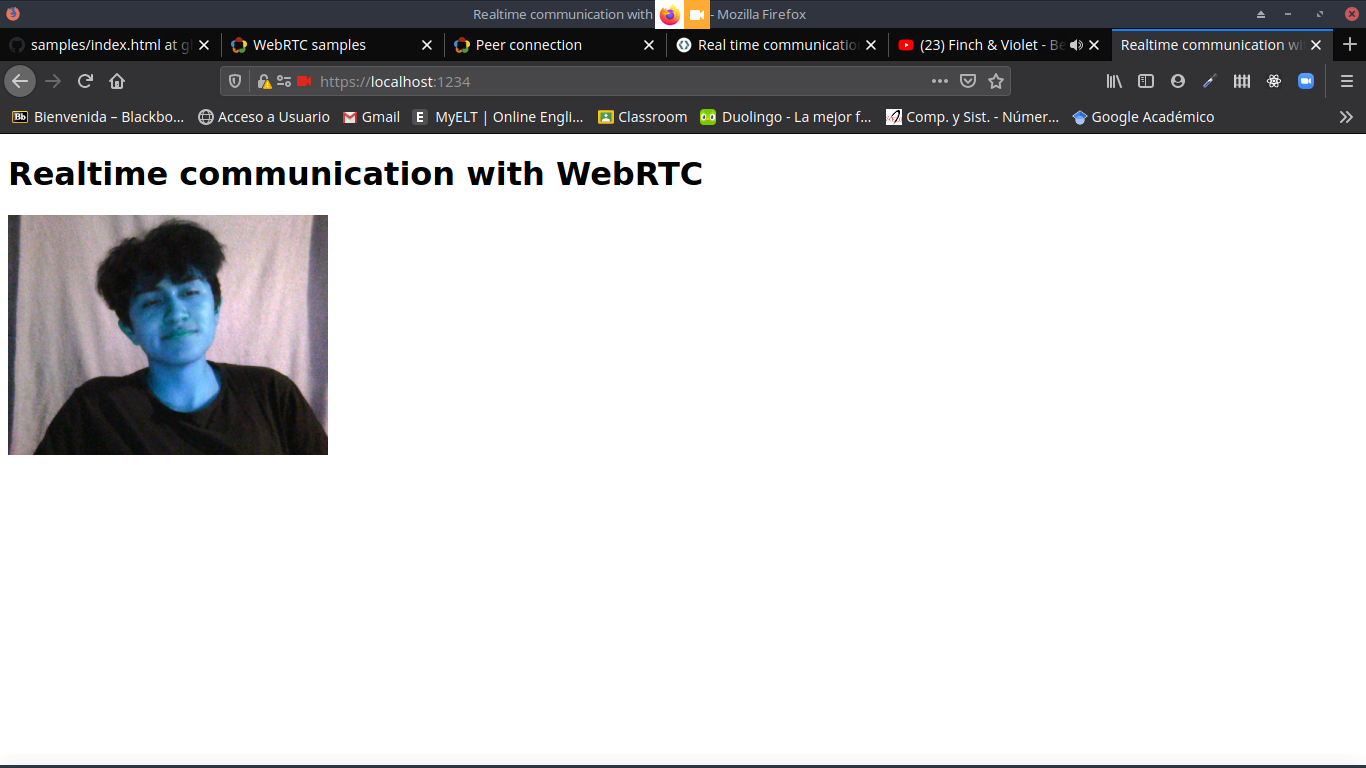 Realtime communication with - Mozilla Firefox
samples/index.html at g
WebRTC samples
Peer connection
Real time communicatio
(23) Finch & Violet - Be
Realtime communication wi
https://localhost:1234
Bb Bienvenida – Blackbo...
Acceso a Usuario
Gmail
E MyELT | Online Engli...
Classroom
Duolingo - La mejor f...
Comp. y Sist. - Númer...
Google Académico
Realtime communication with WebRTC